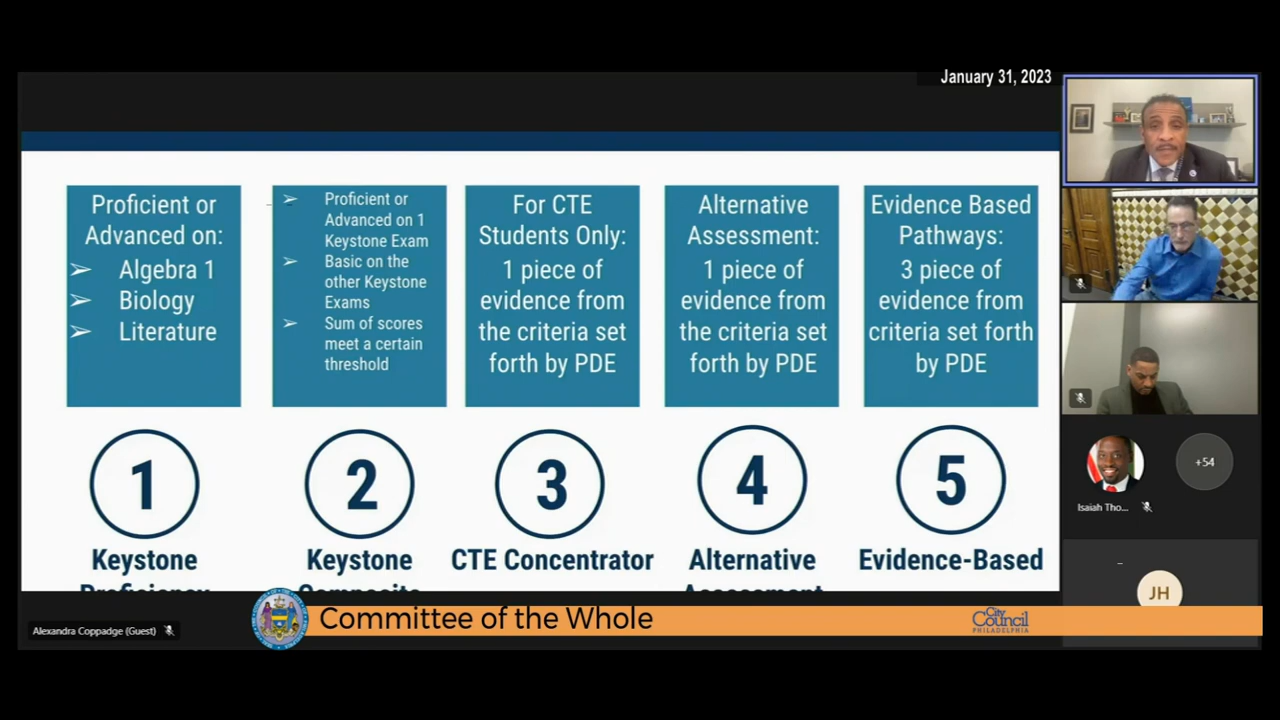 January 31, 2023
Proficient or
Advanced on:
➢ Algebra 1
➢ Biology
➢ Literature
➢ Proficient or
Advanced on 1
Keystone Exam
➢ Basic on the
other Keystone
Exams
➢ Sum of scores
meet a certain
threshold
For CTE
Students Only:
1 piece of
evidence from
the criteria set
forth by PDE
Alternative
Assessment:
1 piece of
evidence from
the criteria set
forth by PDE
Evidence Based
Pathways:
3 piece of
evidence from
criteria set forth
by PDE
1
2
3
4
5
Keystone
Proficiency
Keystone
Composite
CTE Concentrator
Alternative
Assessment
Evidence-Based
+54
Isaiah Tho...
JH
Committee of the Whole
City
Council
PHILADELPHIA
Alexandra Coppadge (Guest)